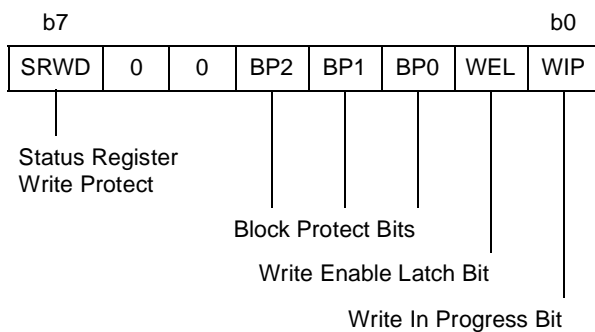 b7 b0
SRWD 0 0 BP2 BP1 BP0 WEL WIP
Status Register
Write Protect
Block Protect Bits
Write Enable Latch Bit
Write In Progress Bit